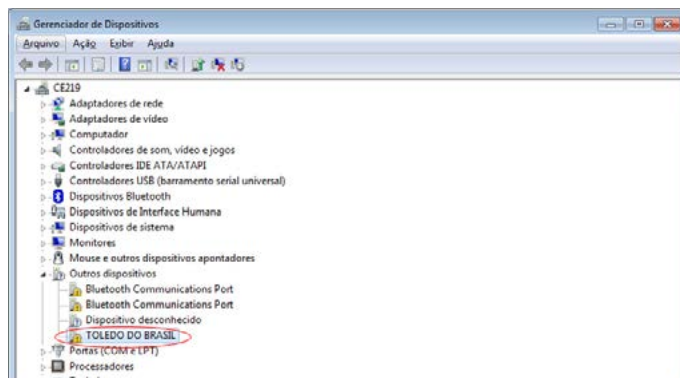 Gerenciador de Dispositivos
Arquivo Ação Exibir Ajuda
CE219
Adaptadores de rede
Adaptadores de vídeo
Computador
Controladores de som, vídeo e jogos
Controladores IDE ATA/ATAPI
Controladores USB (barramento serial universal)
Dispositivos Bluetooth
Dispositivos de Interface Humana
Dispositivos de sistema
Monitores
Mouse e outros dispositivos apontadores
Outros dispositivos
Bluetooth Communications Port
Bluetooth Communications Port
Dispositivo desconhecido
TOLEDO DO BRASIL
Portas (COM e LPT)
Processadores